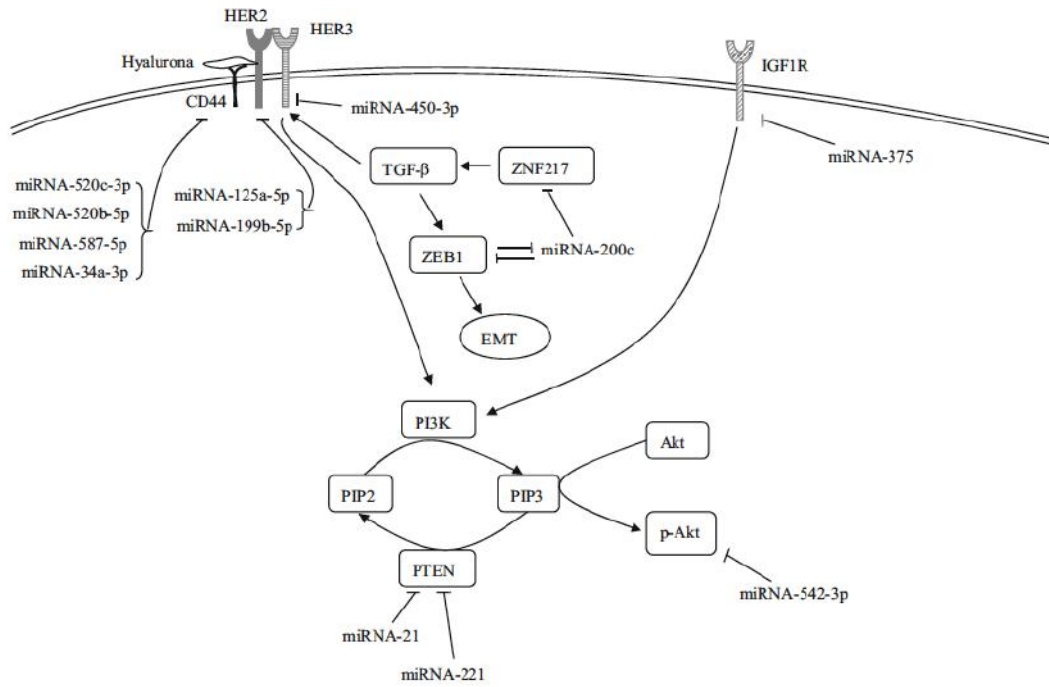 HER2
HER3
Hyalurona
IGF1R
CD44
miRNA-450-3p
miRNA-375
TGF-β
ZNF217
miRNA-520c-3p
miRNA-125a-5p
miRNA-520b-5p
miRNA-199b-5p
miRNA-587-5p
miRNA-34a-3p
ZEB1
miRNA-200c
EMT
PI3K
Akt
PIP2
PIP3
p-Akt
PTEN
miRNA-542-3p
miRNA-21
miRNA-221